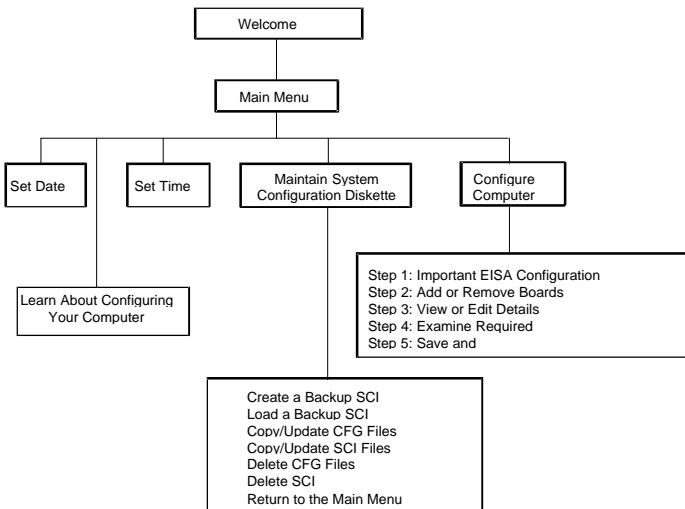 Welcome
Main Menu
Set Date
Set Time
Maintain System
Configuration Diskette
Configure
Computer
Learn About Configuring
Your Computer
Step 1: Important EISA Configuration
Step 2: Add or Remove Boards
Step 3: View or Edit Details
Step 4: Examine Required
Step 5: Save and
Create a Backup SCI
Load a Backup SCI
Copy/Update CFG Files
Copy/Update SCI Files
Delete CFG Files
Delete SCI
Return to the Main Menu